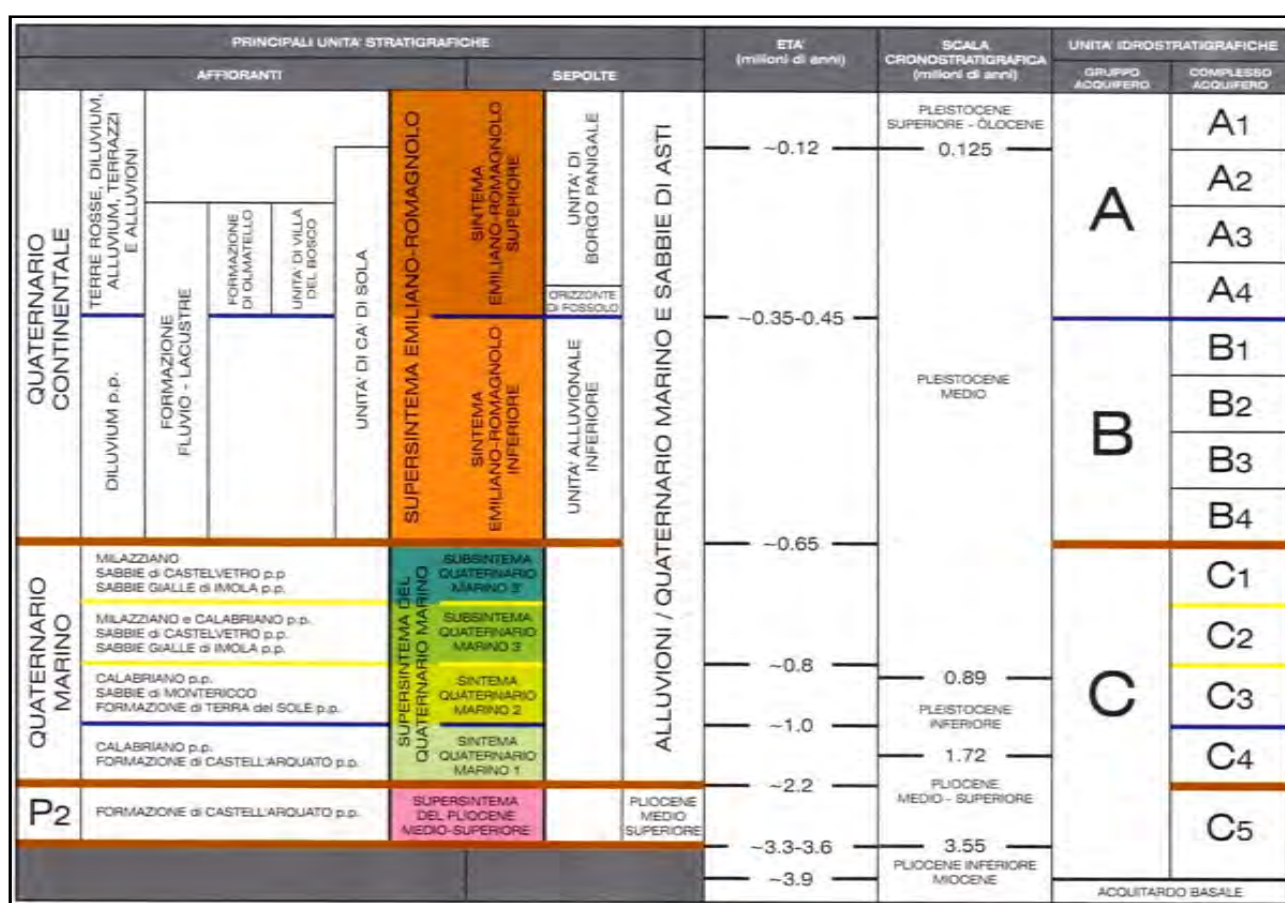 PRINCIPALI UNITA' STRATIGRAFICHE
AFFIORANTI
SEPOLTE
ETA'
(milioni di anni)
SCALA
CRONOSTRATIGRAFICA
(milioni di anni)
UNITA' IDROSTRATIGRAFICHE
GRUPPO
ACQUIFERO
COMPLESSO
ACQUIFERO
QUATERNARIO
CONTINENTALE
TERRE ROSSE, DILUVIUM,
ALLUVIUM, TERRAZZI
E ALLUVIONI
DILUVIUM p.p.
FORMAZIONE
FLUVIO - LACUSTRE
FORMAZIONE
DI OLMATELLO
UNITA' DI VILLA
DEL BOSCO
UNITA' DI CA' DI SOLA
SUPERSINTEMA EMILIANO-ROMAGNOLO
SINTEMA
EMILIANO-ROMAGNOLO
SUPERIORE
SINTEMA
EMILIANO-ROMAGNOLO
INFERIORE
UNITA' DI
BORGO PANIGALE
ORIZZONTE
DI FOSSOLO
UNITA' ALLUVIONALE
INFERIORE
ALLUVIONI / QUATERNARIO MARINO E SABBIE DI ASTI
QUATERNARIO
MARINO
MILAZZIANO
SABBIE di CASTELVETRO p.p
SABBIE GIALLE di IMOLA p.p.
MILAZZIANO e CALABRIANO p.p.
SABBIE di CASTELVETRO p.p.
SABBIE GIALLE di IMOLA p.p.
CALABRIANO p.p.
SABBIE di MONTERICCO
FORMAZIONE di TERRA del SOLE p.p.
CALABRIANO p.p.
FORMAZIONE di CASTELL'ARQUATO p.p.
SUPERSINTEMA DEL
QUATERNARIO MARINO
SUBSINTEMA
QUATERNARIO
MARINO 3'
SUBSINTEMA
QUATERNARIO
MARINO 3
SINTEMA
QUATERNARIO
MARINO 2
SINTEMA
QUATERNARIO
MARINO 1
P2
FORMAZIONE di CASTELL'ARQUATO p.p.
SUPERSINTEMA
DEL PLIOCENE
MEDIO-SUPERIORE
PLIOCENE
MEDIO
SUPERIORE
~0.12
~0.35-0.45
~0.65
~0.8
~1.0
~2.2
~3.3-3.6
~3.9
PLEISTOCENE
SUPERIORE - OLOCENE
0.125
PLEISTOCENE
MEDIO
0.89
PLEISTOCENE
INFERIORE
1.72
PLIOCENE
MEDIO - SUPERIORE
3.55
PLIOCENE INFERIORE
MIOCENE
A
B
C
A1
A2
A3
A4
B1
B2
B3
B4
C1
C2
C3
C4
C5
ACQUITARDO BASALE